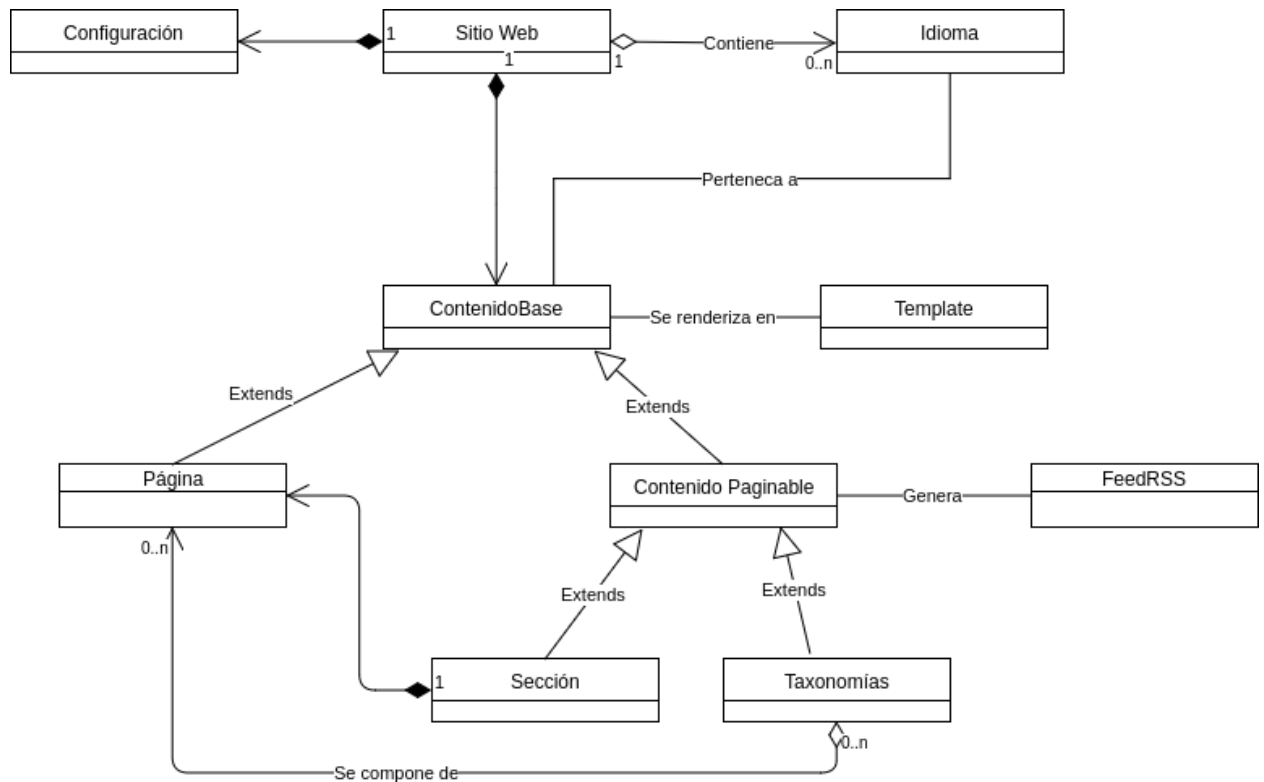 Configuración
1
Sitio Web
1
1
Contiene
0..n
Idioma
Perteneca a
ContenidoBase
Se renderiza en
Template
Extends
Extends
Página
Contenido Paginable
Genera
FeedRSS
0..n
Extends
Extends
1
Sección
Taxonomías
0..n
Se compone de